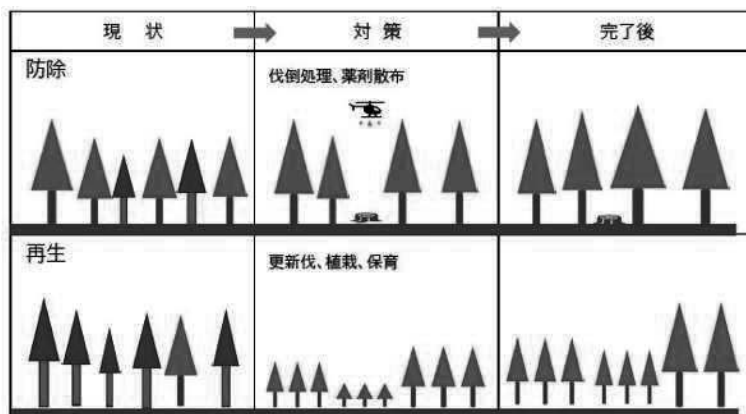 現 状
対 策
完了後
防除
伐倒処理、薬剤散布
再生
更新伐、植栽、保育